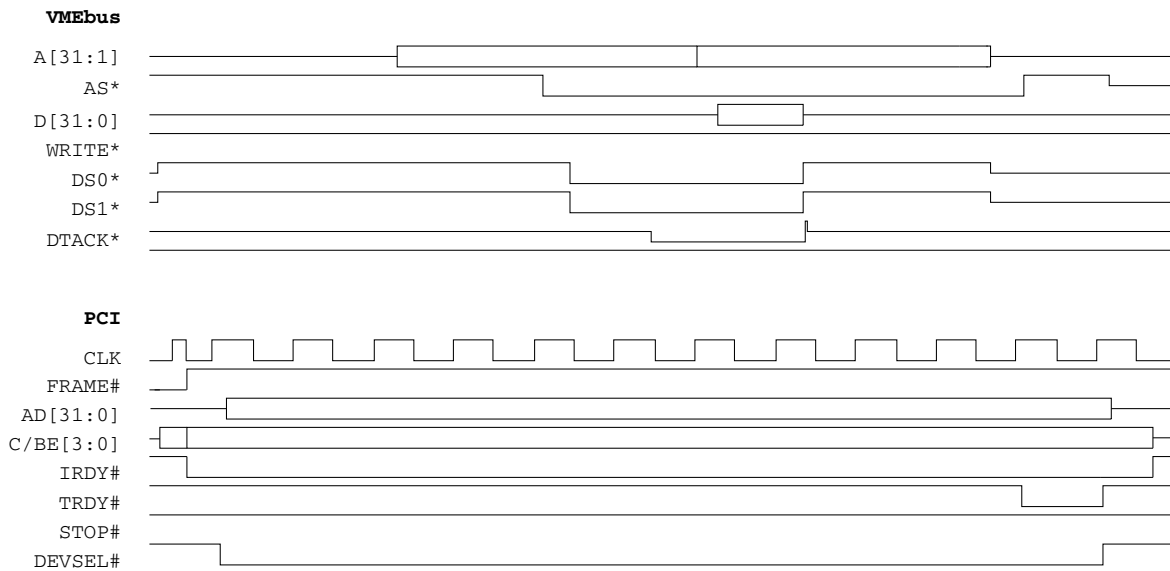 VMEbus
A[31:1]
AS*
D[31:0]
WRITE*
DS0*
DS1*
DTACK*
PCI
CLK
FRAME#
AD[31:0]
C/BE[3:0]
IRDY#
TRDY#
STOP#
DEVSEL#